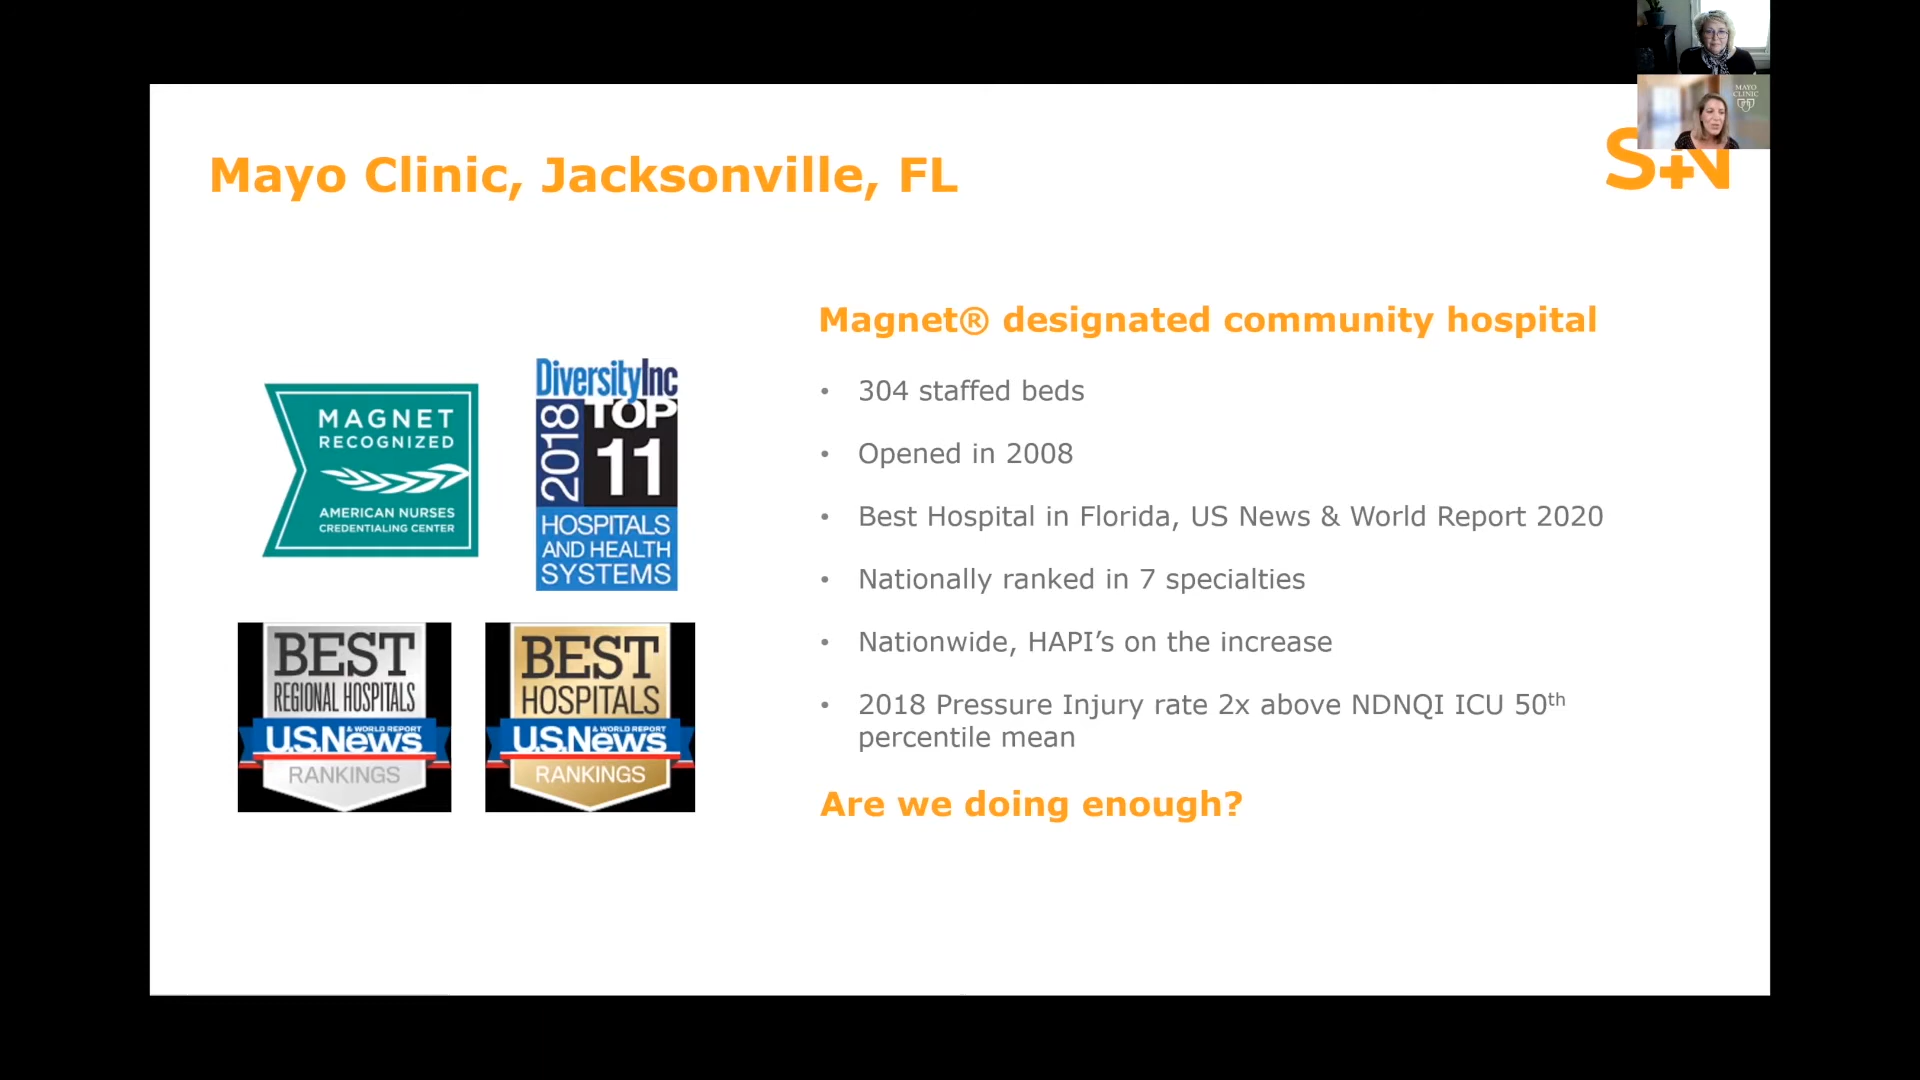 MAYO
CLINIC
Mayo Clinic, Jacksonville, FL
S+N
Magnet® designated community hospital
• 304 staffed beds
• Opened in 2008
• Best Hospital in Florida, US News & World Report 2020
• Nationally ranked in 7 specialties
• Nationwide, HAPI’s on the increase
• 2018 Pressure Injury rate 2x above NDNQI ICU 50th
percentile mean
Are we doing enough?
MAGNET
RECOGNIZED
AMERICAN NURSES
CREDENTIALING CENTER
DiversityInc
2018
TOP
11
HOSPITALS
AND HEALTH
SYSTEMS
BEST
REGIONAL HOSPITALS
U.S.News
& WORLD REPORT
RANKINGS
BEST
HOSPITALS
U.S.News
& WORLD REPORT
RANKINGS